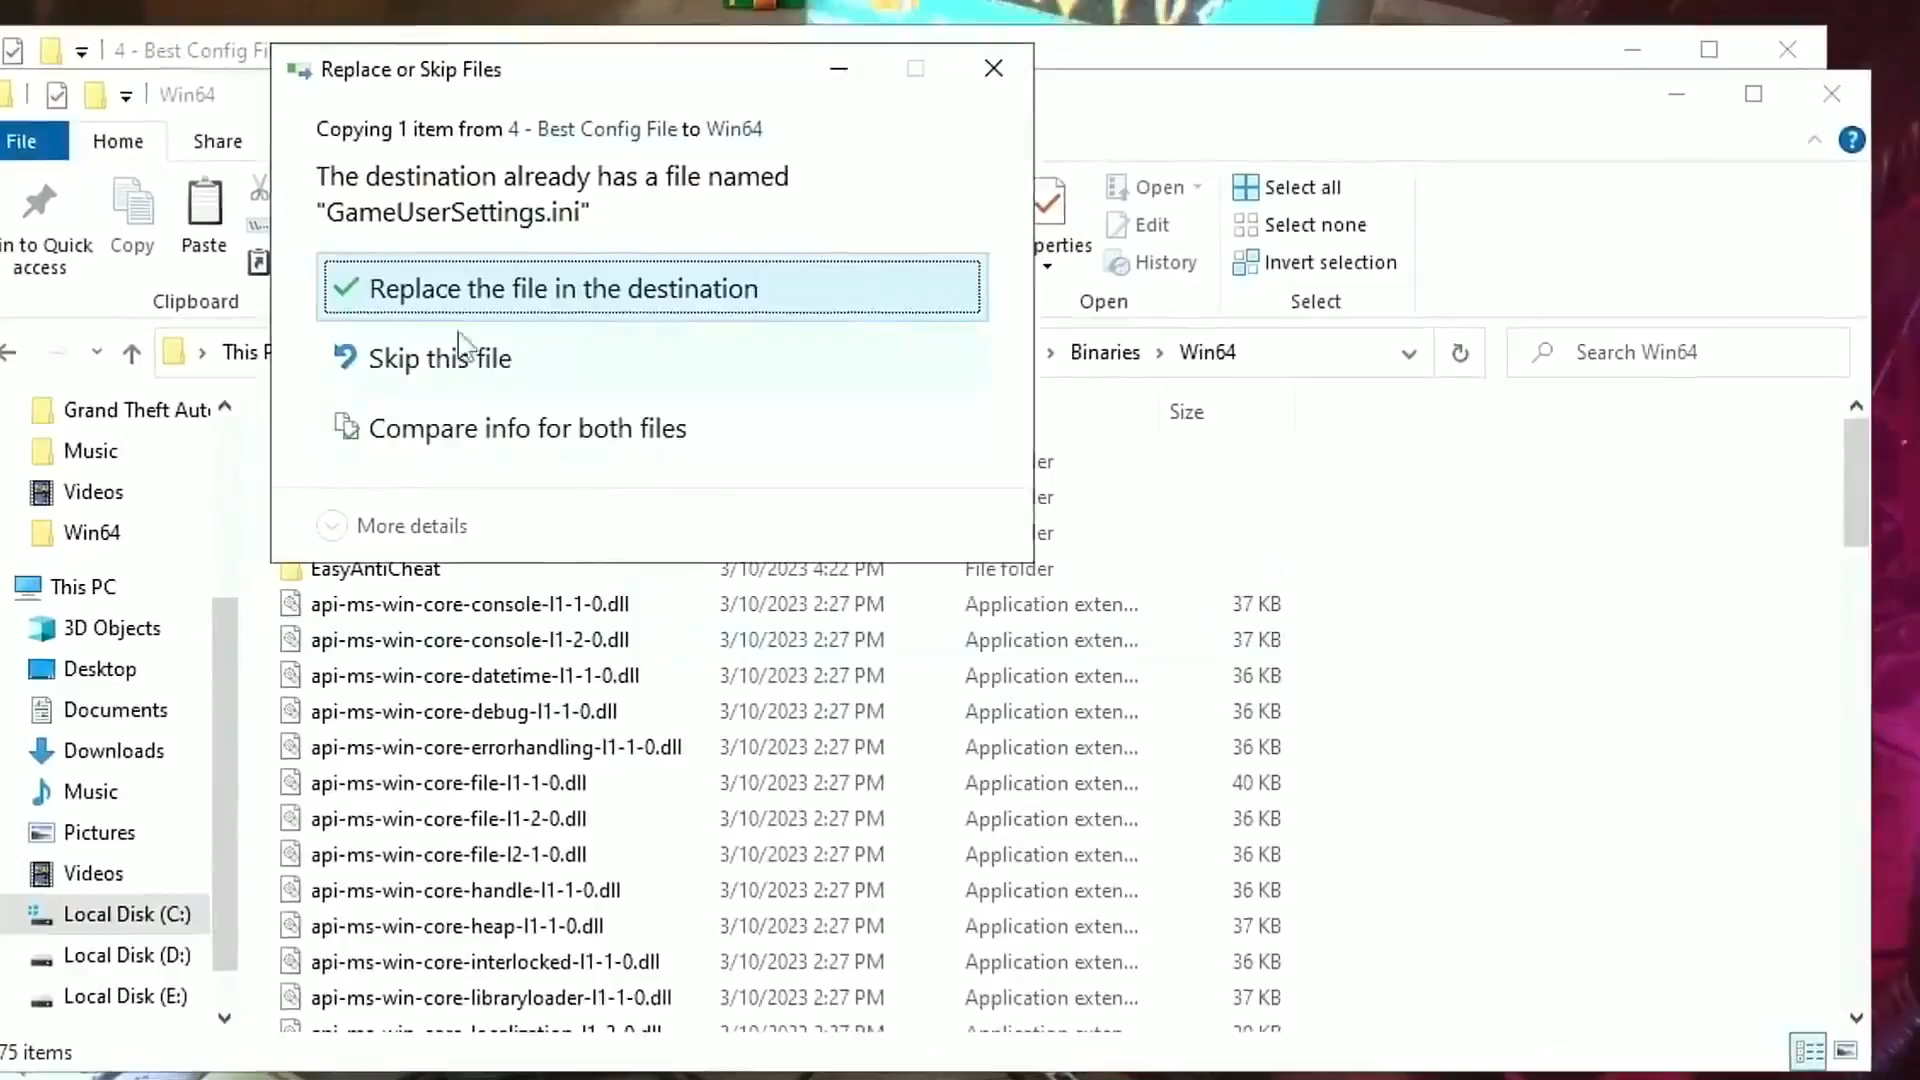 4 - Best Config Fi
Win64
File
Home
Share
in to Quick
access
Copy
Paste
Clipboard
Replace or Skip Files
Copying 1 item from 4 - Best Config File to Win64
The destination already has a file named
"GameUserSettings.ini"
Replace the file in the destination
Skip this file
Compare info for both files
More details
perties
Open
Edit
History
Open
Select all
Select none
Invert selection
Select
This P
Binaries
Win64
Search Win64
Size
Grand Theft Aut
Music
Videos
Win64
This PC
3D Objects
Desktop
Documents
Downloads
Music
Pictures
Videos
Local Disk (C:)
Local Disk (D:)
Local Disk (E:)
er
er
er
EasyAntiCheat 3/10/2023 4:22 PM File folder
api-ms-win-core-console-l1-1-0.dll 3/10/2023 2:27 PM Application exten... 37 KB
api-ms-win-core-console-l1-2-0.dll 3/10/2023 2:27 PM Application exten... 37 KB
api-ms-win-core-datetime-l1-1-0.dll 3/10/2023 2:27 PM Application exten... 36 KB
api-ms-win-core-debug-l1-1-0.dll 3/10/2023 2:27 PM Application exten... 36 KB
api-ms-win-core-errorhandling-l1-1-0.dll 3/10/2023 2:27 PM Application exten... 36 KB
api-ms-win-core-file-l1-1-0.dll 3/10/2023 2:27 PM Application exten... 40 KB
api-ms-win-core-file-l1-2-0.dll 3/10/2023 2:27 PM Application exten... 36 KB
api-ms-win-core-file-l2-1-0.dll 3/10/2023 2:27 PM Application exten... 36 KB
api-ms-win-core-handle-l1-1-0.dll 3/10/2023 2:27 PM Application exten... 36 KB
api-ms-win-core-heap-l1-1-0.dll 3/10/2023 2:27 PM Application exten... 37 KB
api-ms-win-core-interlocked-l1-1-0.dll 3/10/2023 2:27 PM Application exten... 36 KB
api-ms-win-core-libraryloader-l1-1-0.dll 3/10/2023 2:27 PM Application exten... 37 KB
75 items